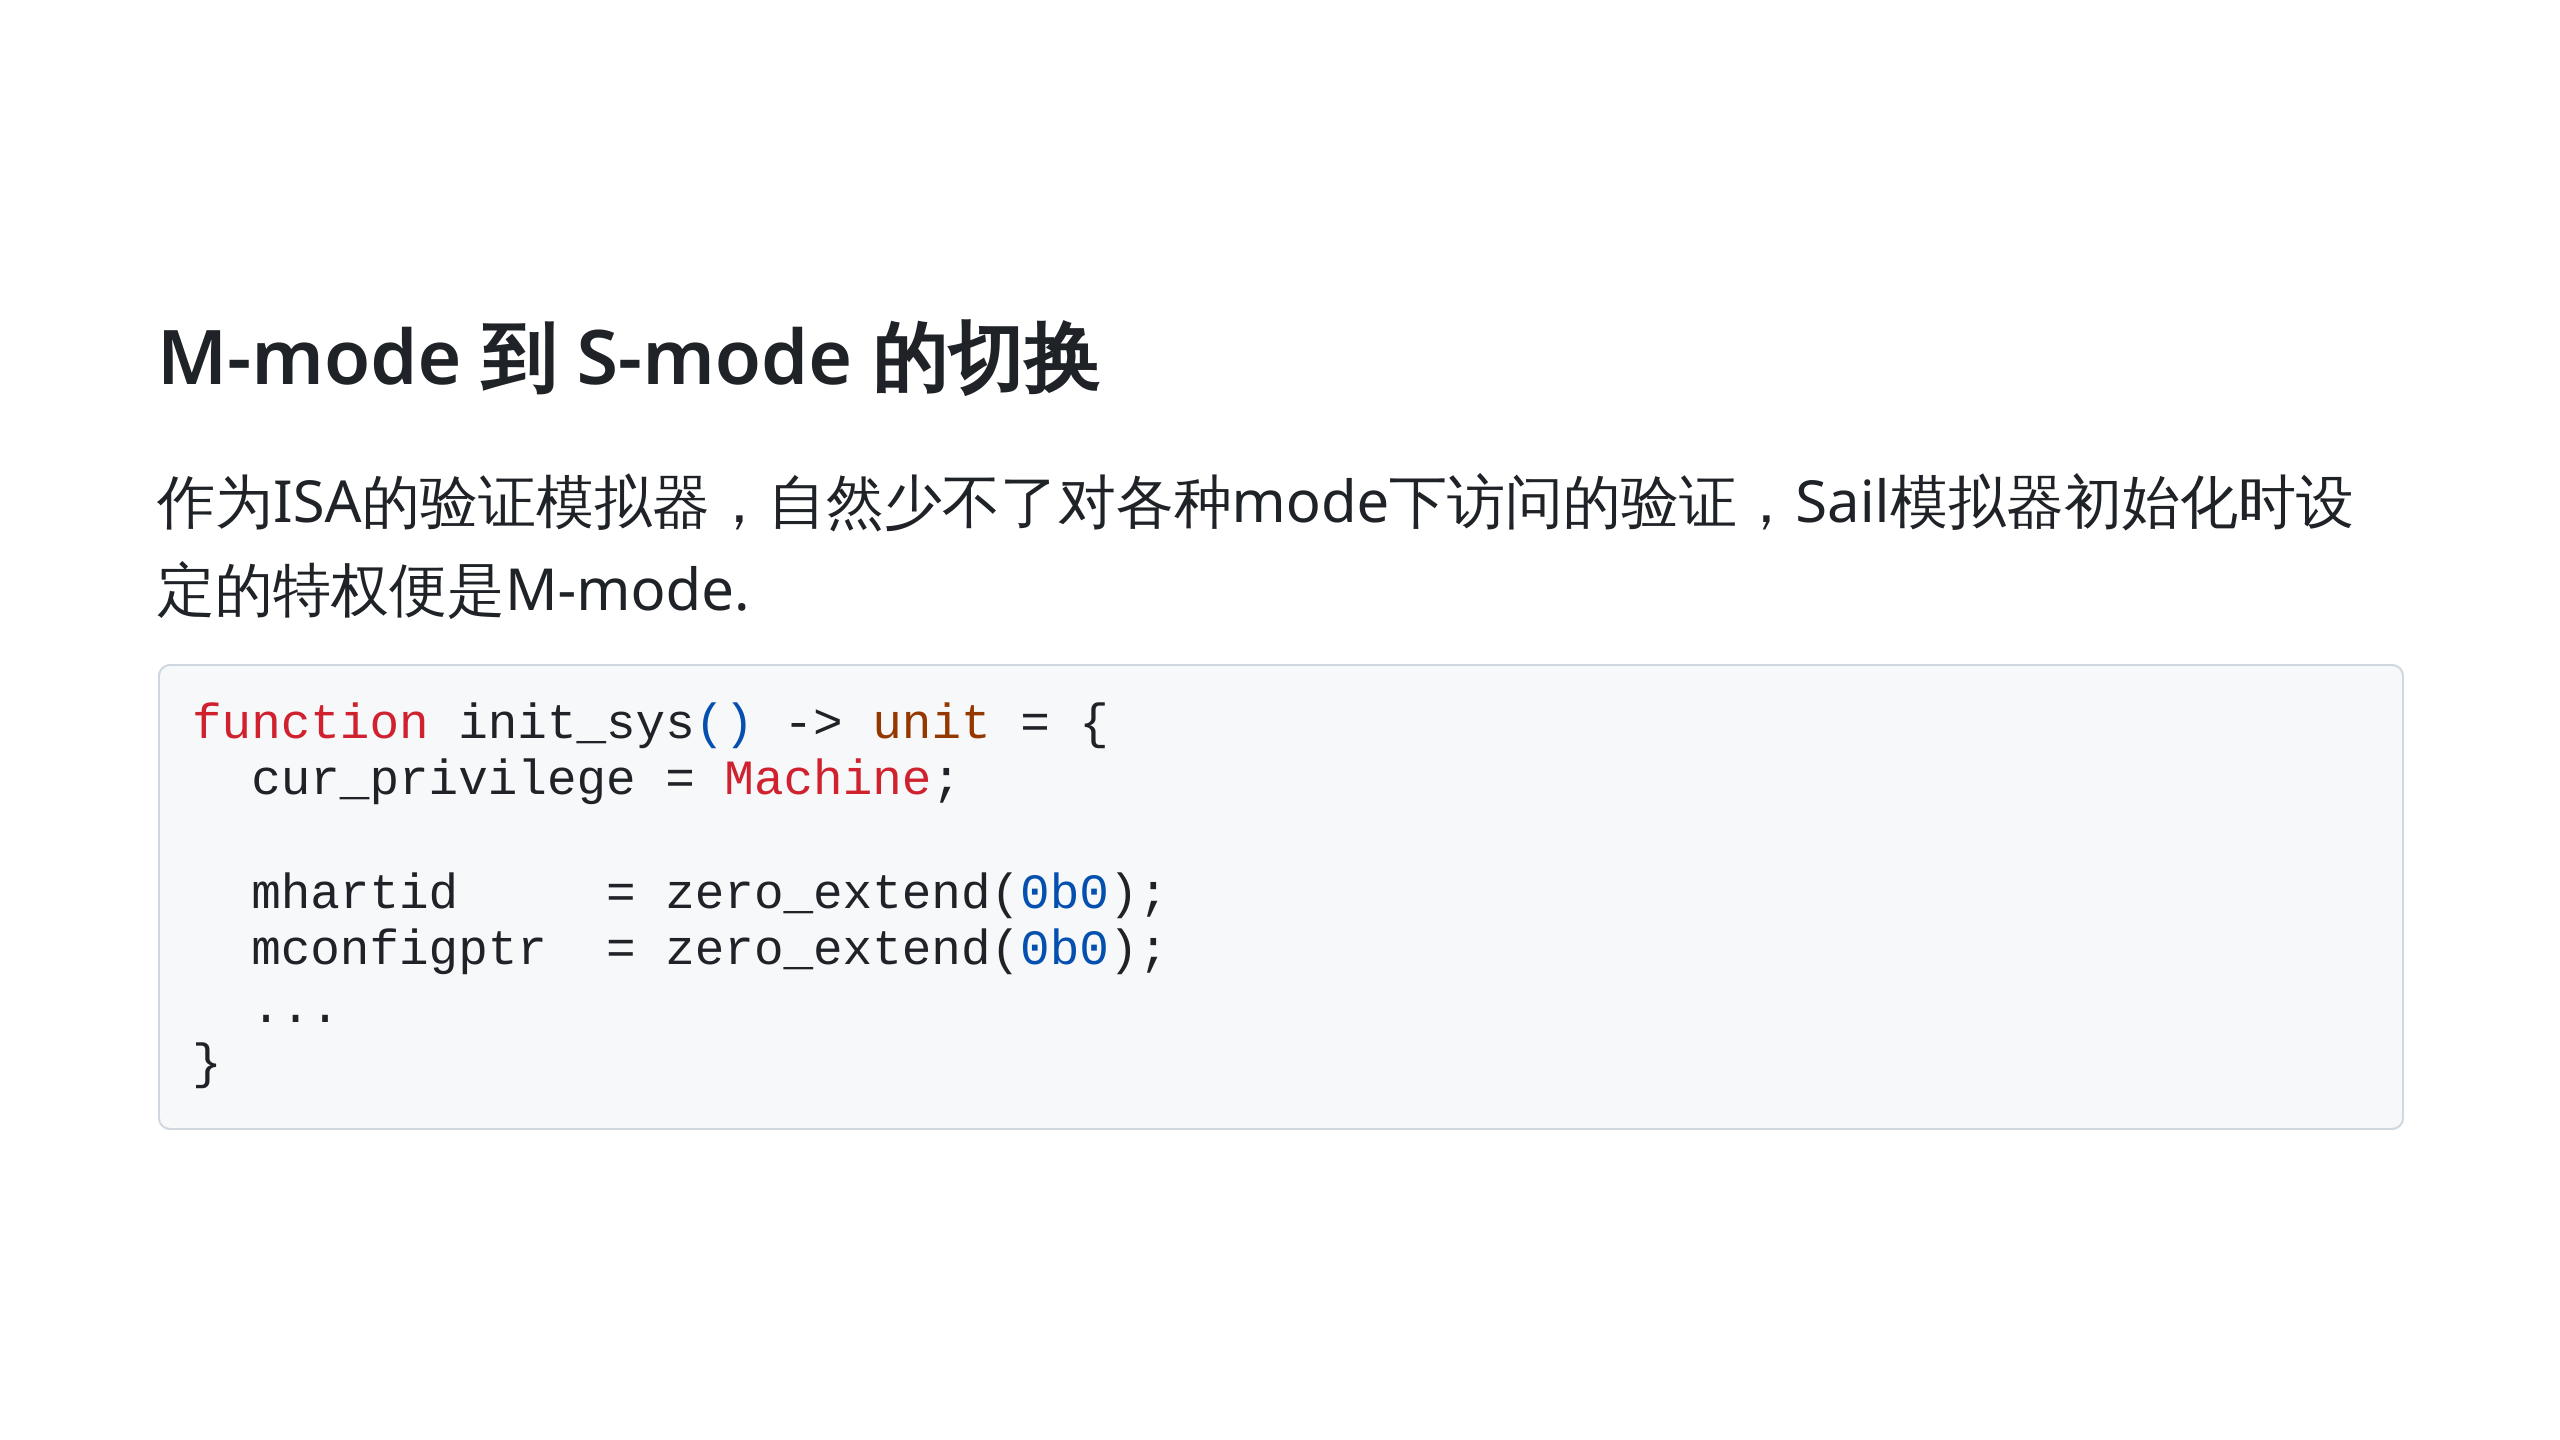 M-mode 到 S-mode 的切换
作为ISA的验证模拟器，自然少不了对各种mode下访问的验证，Sail模拟器初始化时设
定的特权便是M-mode.
function init_sys() -> unit = {
  cur_privilege = Machine;

  mhartid     = zero_extend(0b0);
  mconfigptr  = zero_extend(0b0);
  ...
}